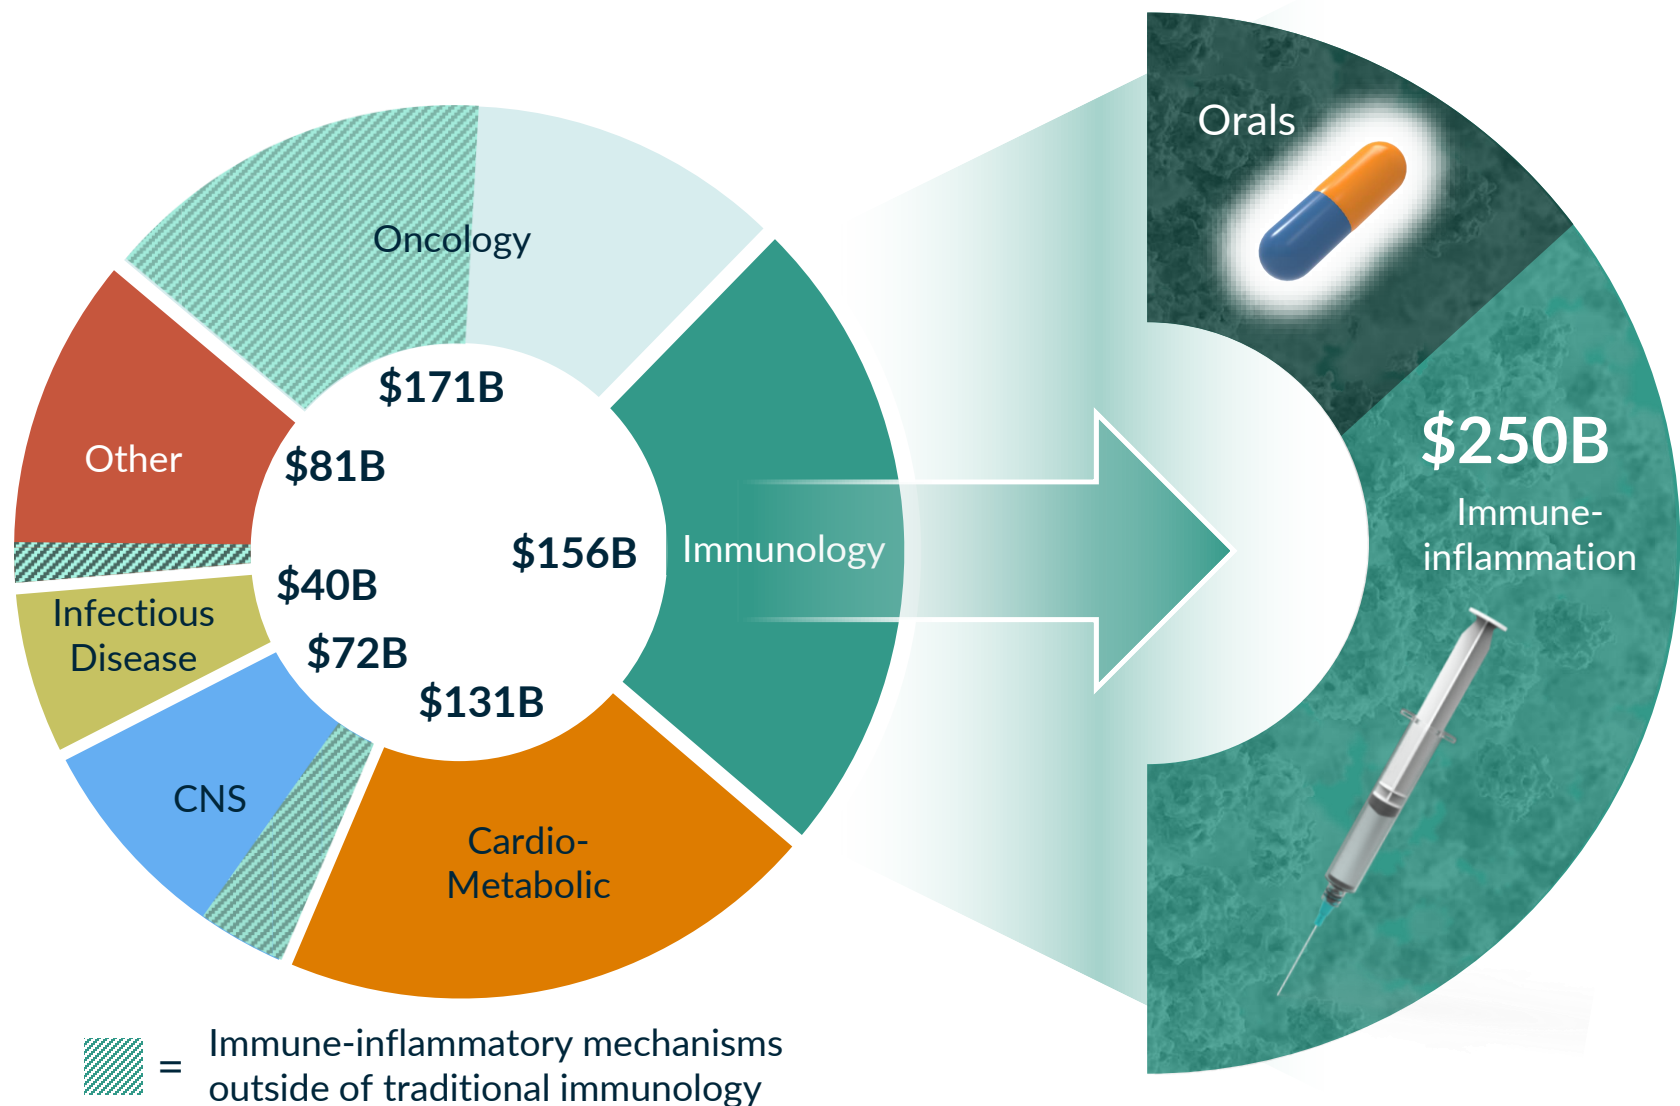 Oncology
$171B
Other
$81B
$156B
Immunology
$40B
Infectious
Disease
$72B
$131B
CNS
Cardio-
Metabolic
Orals
$250B
Immune-
inflammation
= Immune-inflammatory mechanisms
outside of traditional immunology